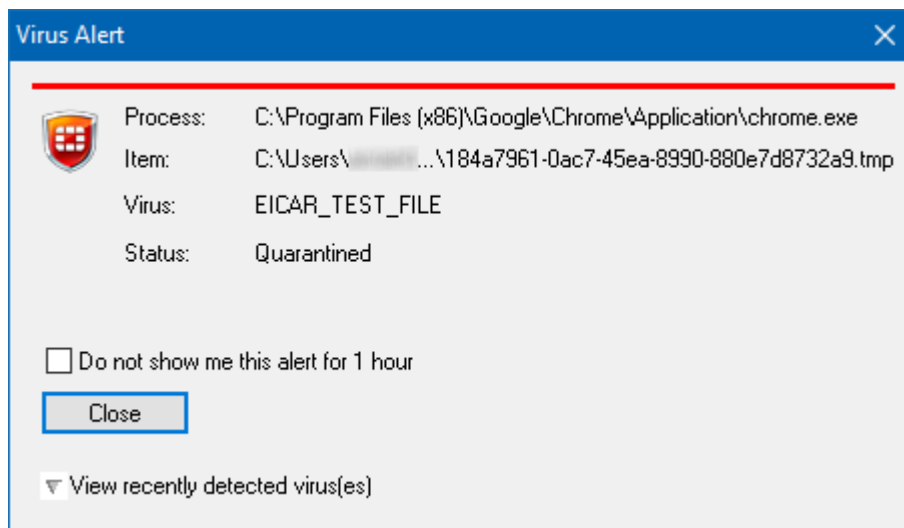 Virus Alert
Process: C:\Program Files (x86)\Google\Chrome\Application\chrome.exe
Item: C:\Users\ ...\184a7961-0ac7-45ea-8990-880e7d8732a9.tmp
Virus: EICAR_TEST_FILE
Status: Quarantined
Do not show me this alert for 1 hour
Close
View recently detected virus(es)